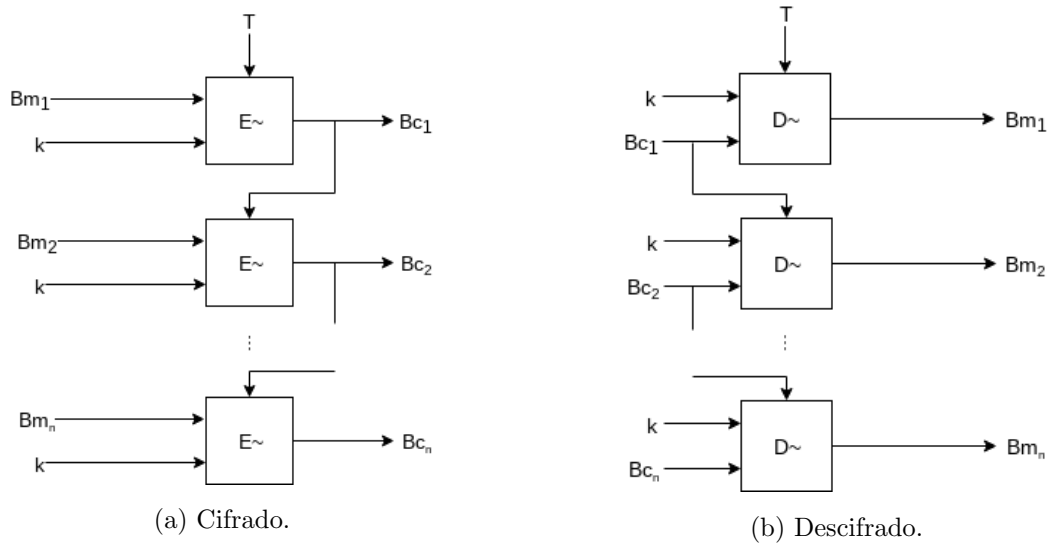 T
Bm₁
k
E~
Bc₁
Bm₂
k
E~
Bc₂
Bmₙ
k
E~
Bcₙ
(a) Cifrado.
T
k
Bc₁
D~
Bm₁
k
Bc₂
D~
Bm₂
k
Bcₙ
D~
Bmₙ
(b) Descifrado.